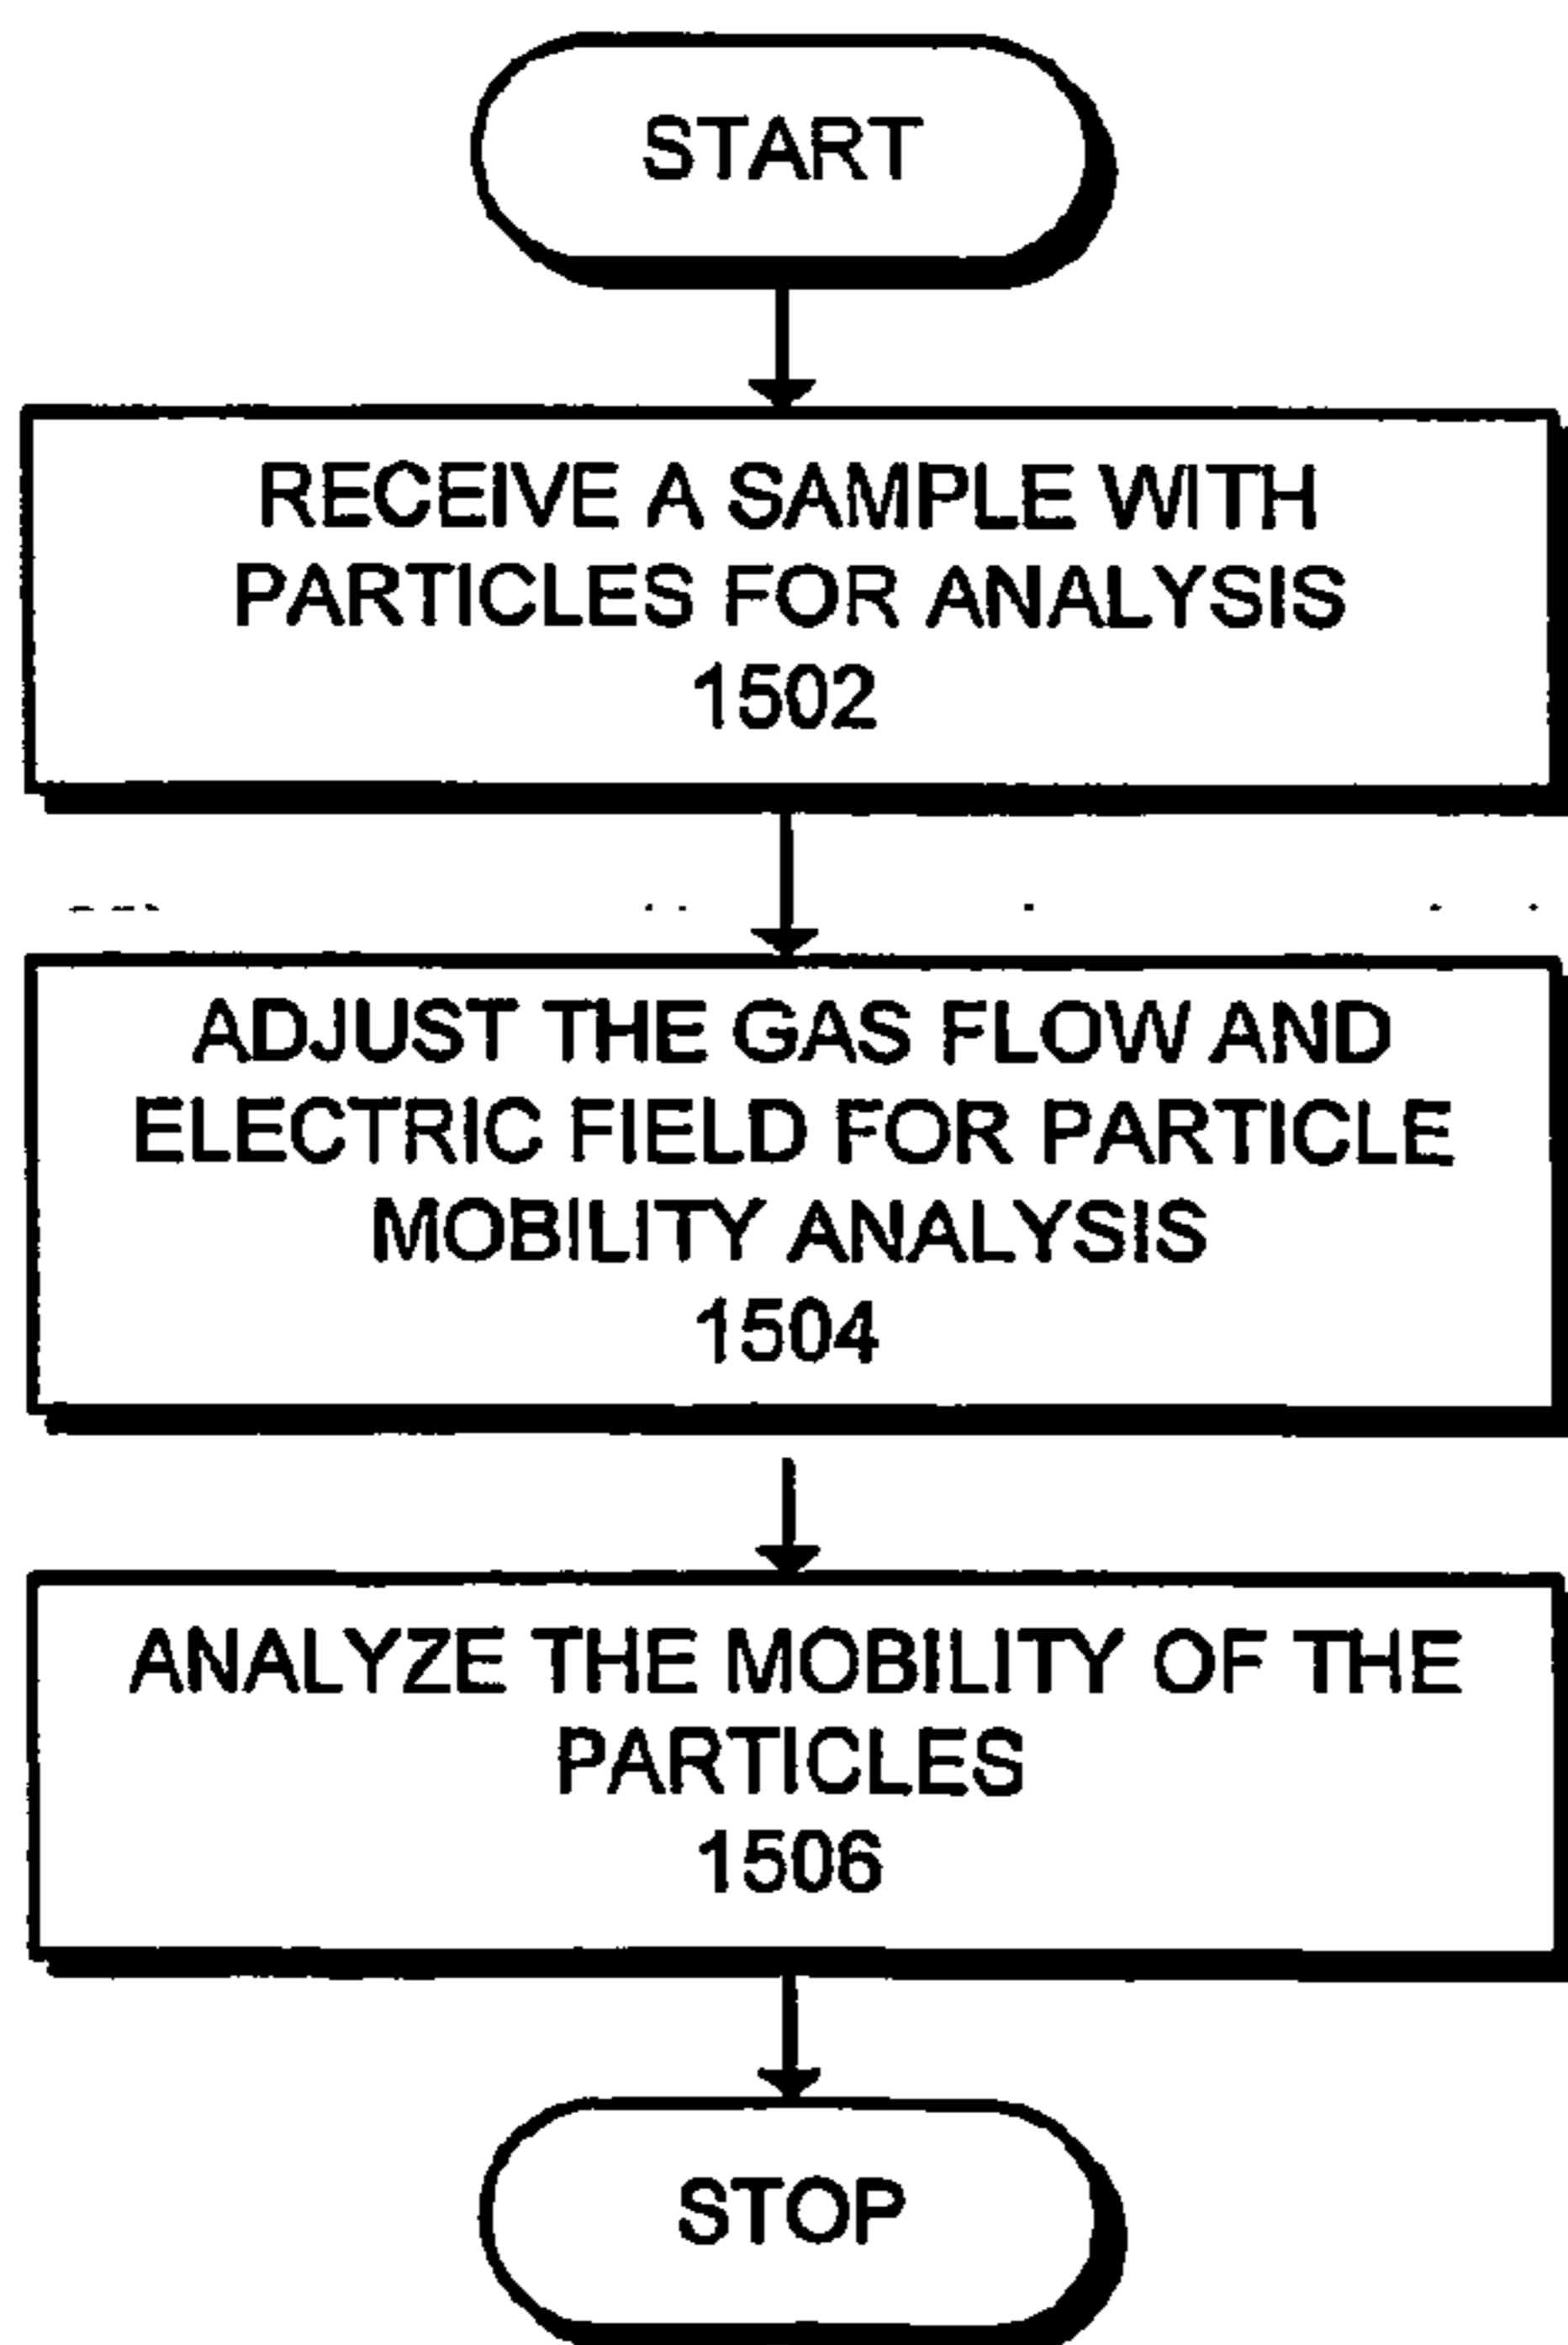 START
RECEIVE A SAMPLE WITH
PARTICLES FOR ANALYSIS
1502
ADJUST THE GAS FLOW AND
ELECTRIC FIELD FOR PARTICLE
MOBILITY ANALYSIS
1504
ANALYZE THE MOBILITY OF THE
PARTICLES
1506
STOP